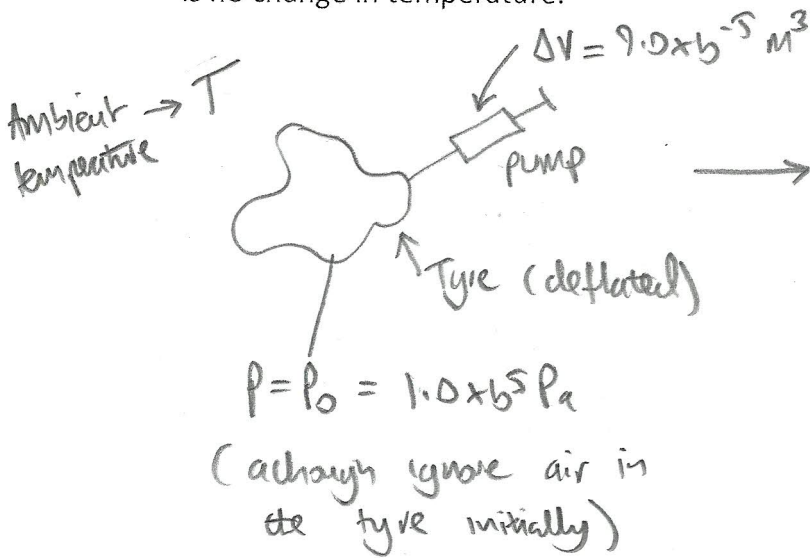 is no change in temperature.
Ambient → T
temperature
ΔV = 9.0×10⁻⁵ M³
pump
Tyre (deflated)
P = P₀ = 1.0×10⁵ Pa
(although ignore air in
the tyre initially)